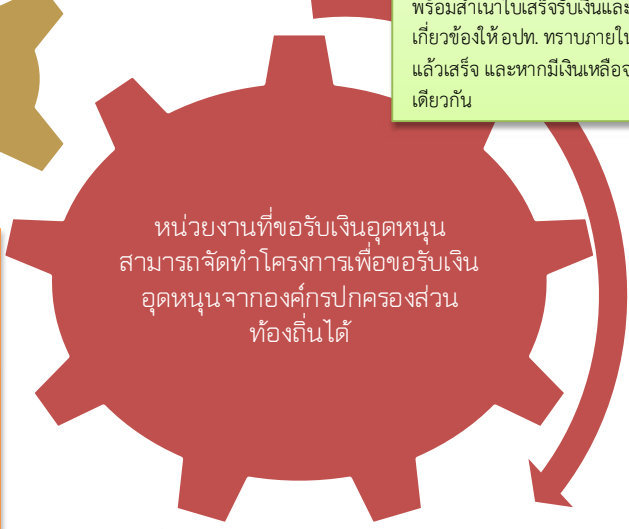 พร้อมสำเนาใบเสร็จรับเงินและ
เกี่ยวข้องให้ อปท. ทราบภายใน
แล้วเสร็จ และหากมีเงินเหลือจ
เดียวกัน
หน่วยงานที่ขอรับเงินอุดหนุน
สามารถจัดทำโครงการเพื่อขอรับเงิน
อุดหนุนจากองค์กรปกครองส่วน
ท้องถิ่นได้